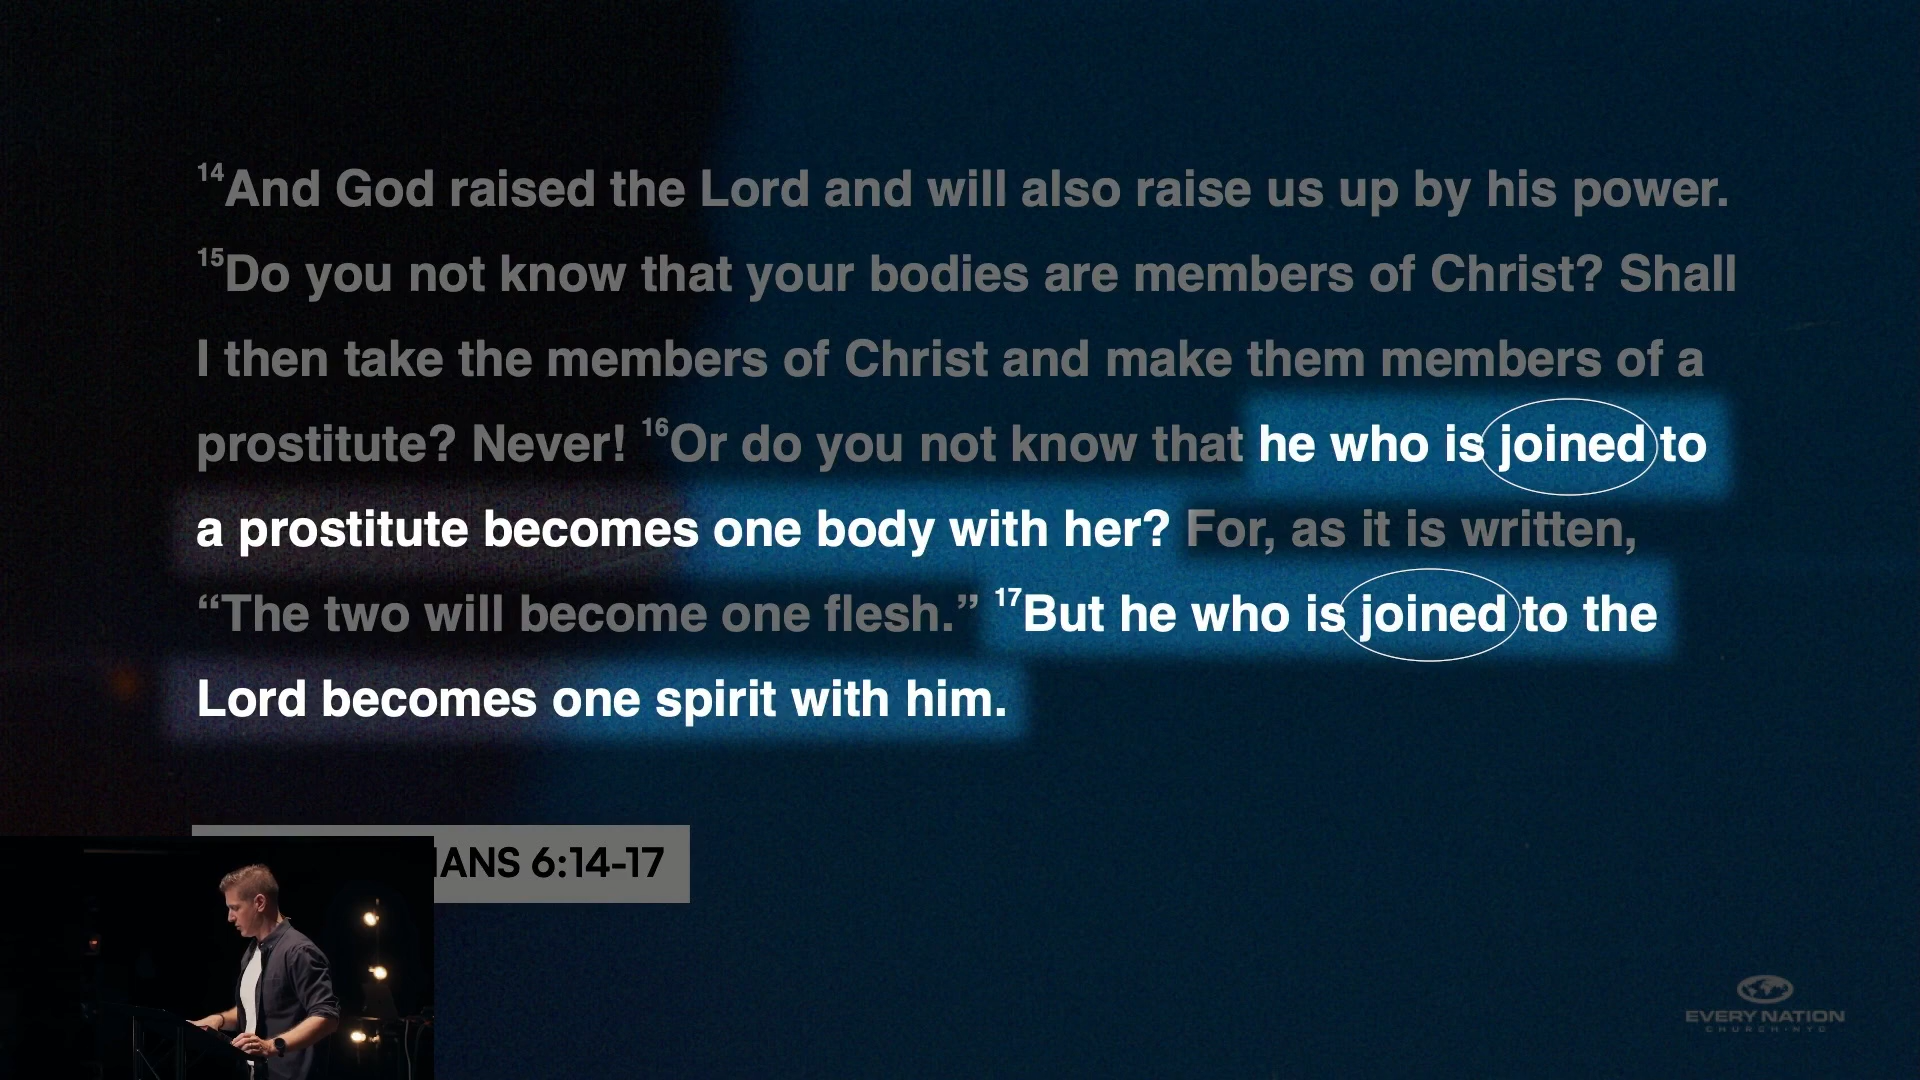 14And God raised the Lord and will also raise us up by his power.
15Do you not know that your bodies are members of Christ? Shall
I then take the members of Christ and make them members of a
prostitute? Never! 16Or do you not know that he who is joined to
a prostitute becomes one body with her? For, as it is written,
“The two will become one flesh.” 17But he who is joined to the
Lord becomes one spirit with him.
IANS 6:14-17
EVERY NATION
CHURCH•NYC